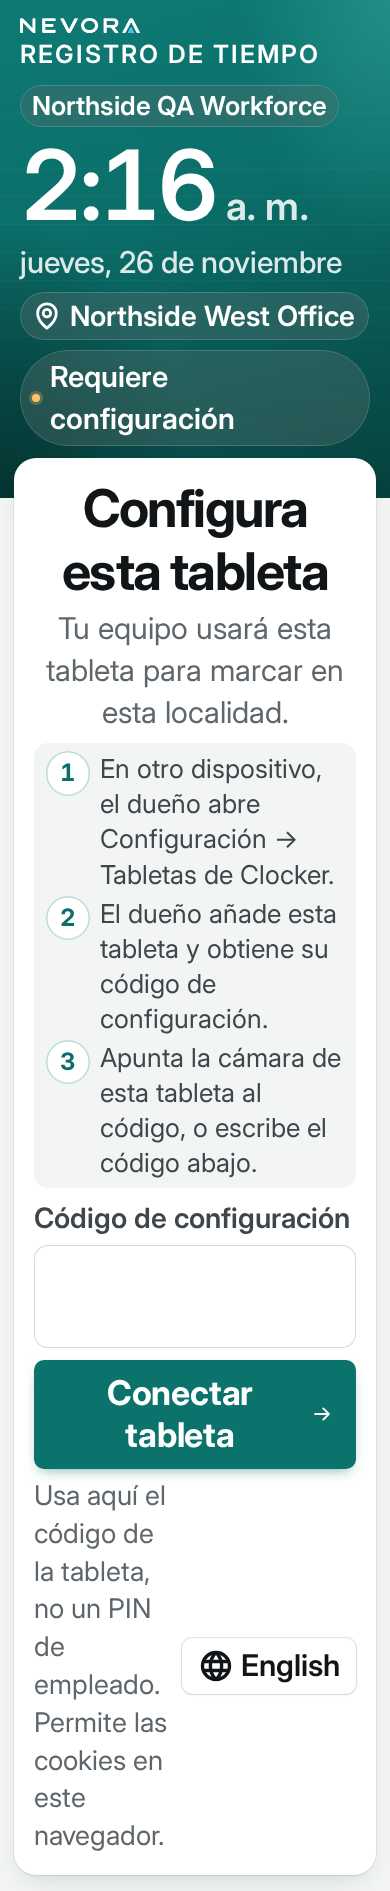 NEVORA
REGISTRO DE TIEMPO
Northside QA Workforce
2:16 a. m.
jueves, 26 de noviembre
Northside West Office
Requiere
configuración
Configura
esta tableta
Tu equipo usará esta
tableta para marcar en
esta localidad.
1 En otro dispositivo,
el dueño abre
Configuración →
Tabletas de Clocker.
2 El dueño añade esta
tableta y obtiene su
código de
configuración.
3 Apunta la cámara de
esta tableta al
código, o escribe el
código abajo.
Código de configuración
Conectar
tableta →
Usa aquí el
código de
la tableta,
no un PIN
de
empleado.
Permite las
cookies en
este
navegador.
English